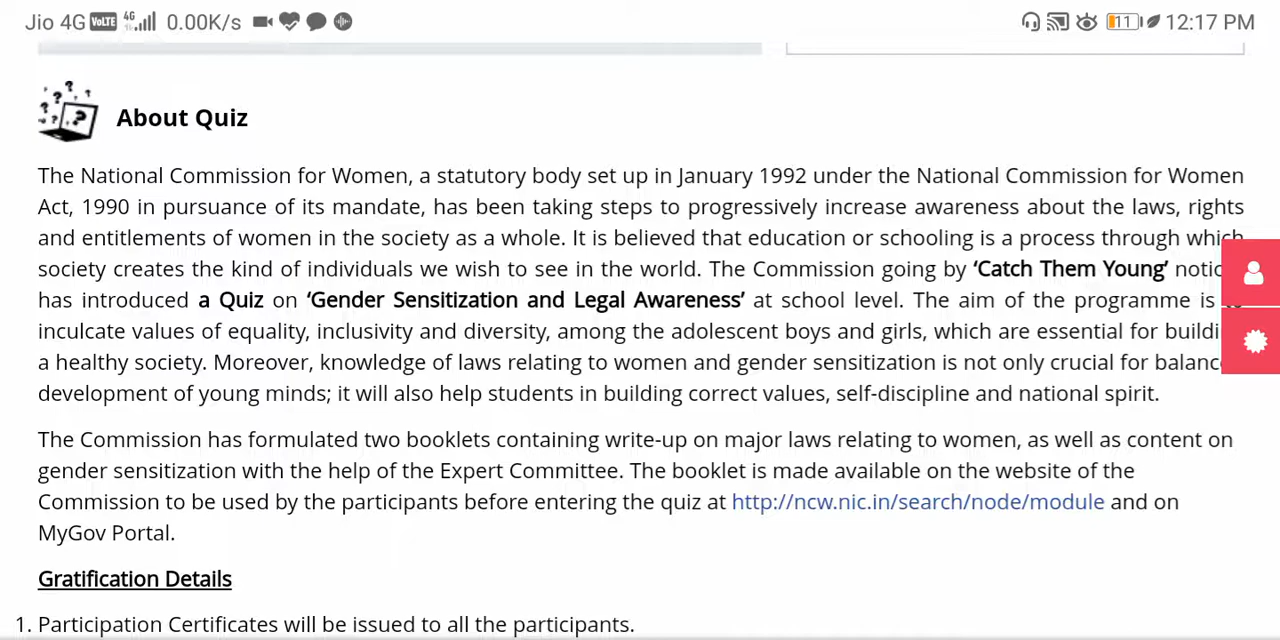 Jio 4G VoLTE 4G 0.00K/s 11 12:17 PM
About Quiz
The National Commission for Women, a statutory body set up in January 1992 under the National Commission for Women
Act, 1990 in pursuance of its mandate, has been taking steps to progressively increase awareness about the laws, rights
and entitlements of women in the society as a whole. It is believed that education or schooling is a process through which
society creates the kind of individuals we wish to see in the world. The Commission going by ‘Catch Them Young’ notio
has introduced a Quiz on ‘Gender Sensitization and Legal Awareness’ at school level. The aim of the programme is to
inculcate values of equality, inclusivity and diversity, among the adolescent boys and girls, which are essential for buildi
a healthy society. Moreover, knowledge of laws relating to women and gender sensitization is not only crucial for balanc
development of young minds; it will also help students in building correct values, self-discipline and national spirit.
The Commission has formulated two booklets containing write-up on major laws relating to women, as well as content on
gender sensitization with the help of the Expert Committee. The booklet is made available on the website of the
Commission to be used by the participants before entering the quiz at http://ncw.nic.in/search/node/module and on
MyGov Portal.
Gratification Details
1. Participation Certificates will be issued to all the participants.